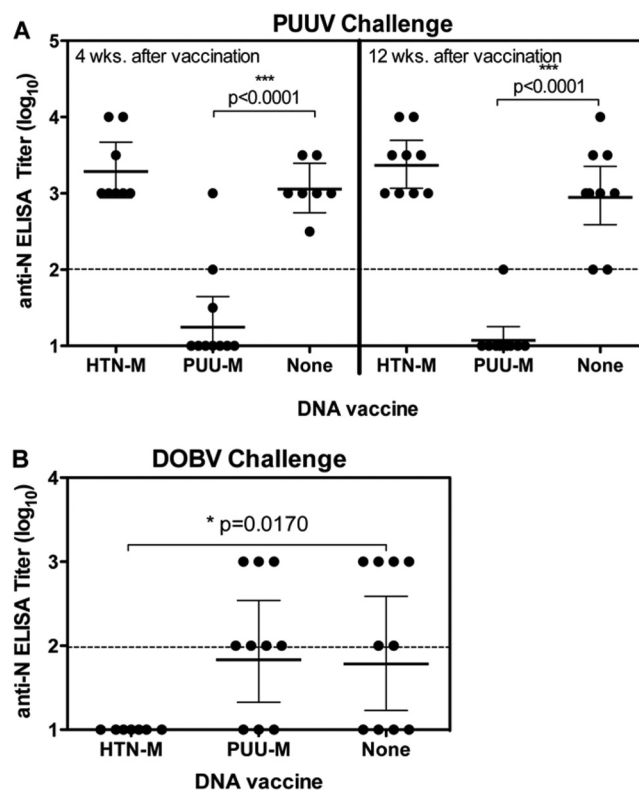 A
PUUV Challenge
4 wks. after vaccination
12 wks. after vaccination
***
p<0.0001
***
p<0.0001
anti-N ELISA Titer (log10)
5
4
3
2
1
HTN-M
PUU-M
None
HTN-M
PUU-M
None
DNA vaccine
B
DOBV Challenge
* p=0.0170
anti-N ELISA Titer (log10)
4
3
2
1
HTN-M
PUU-M
None
DNA vaccine